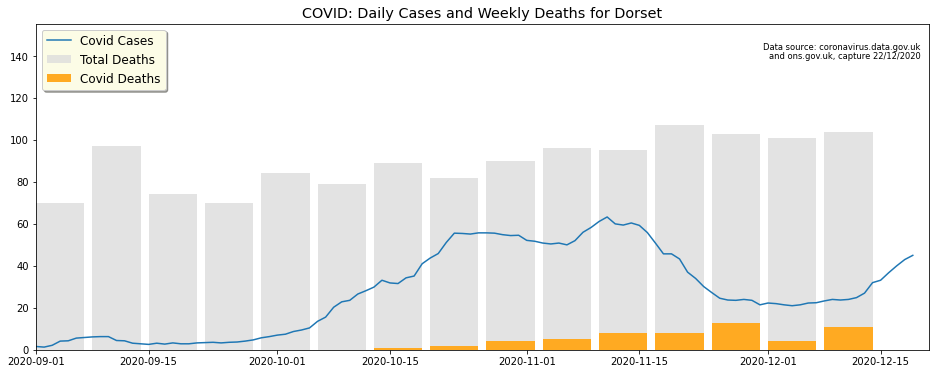 COVID: Daily Cases and Weekly Deaths for Dorset
Covid Cases
Total Deaths
Covid Deaths
Data source: coronavirus.data.gov.uk
and ons.gov.uk, capture 22/12/2020
140
120
100
80
60
40
20
0
2020-09-01
2020-09-15
2020-10-01
2020-10-15
2020-11-01
2020-11-15
2020-12-01
2020-12-15